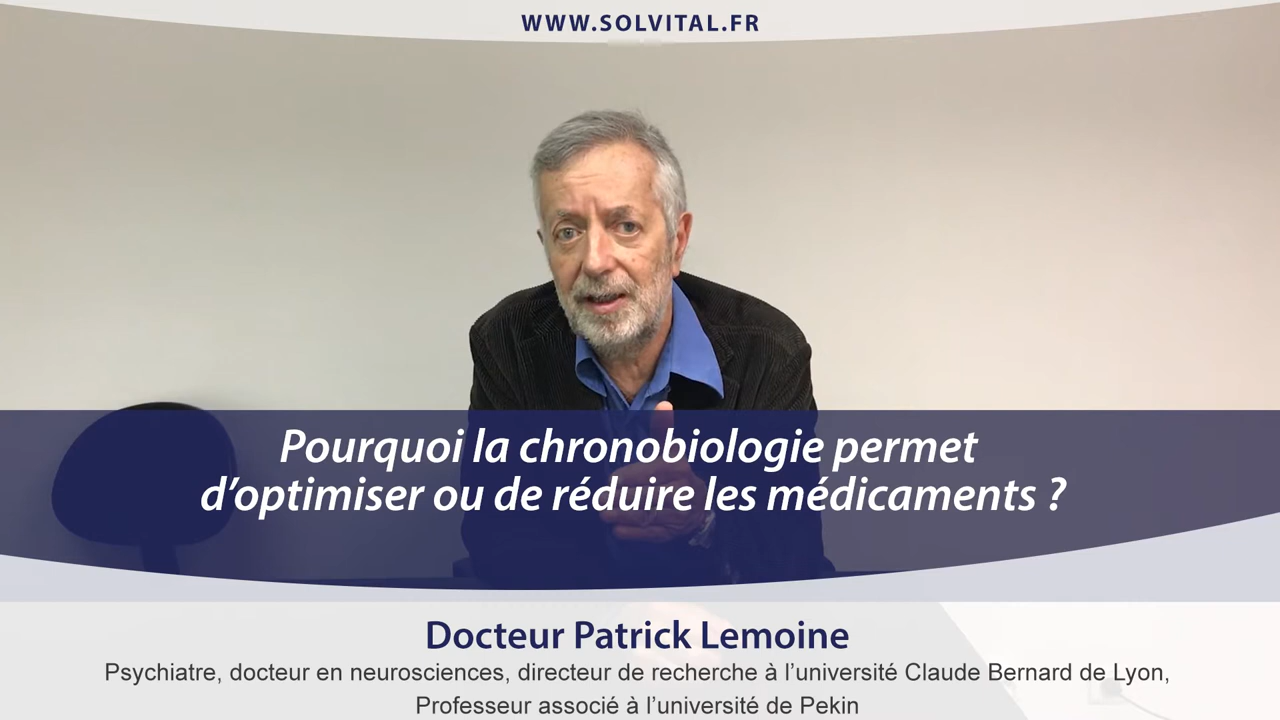 WWW.SOLVITAL.FR
Pourquoi la chronobiologie permet
d’optimiser ou de réduire les médicaments ?
Docteur Patrick Lemoine
Psychiatre, docteur en neurosciences, directeur de recherche à l’université Claude Bernard de Lyon,
Professeur associé à l’université de Pekin